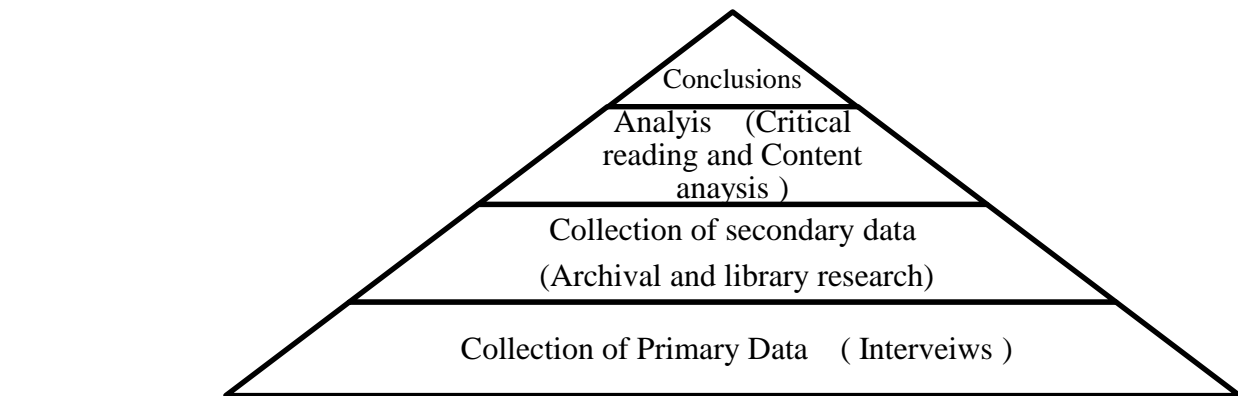 Conclusions
Analyis (Critical
reading and Content
anaysis )
Collection of secondary data
(Archival and library research)
Collection of Primary Data ( Interveiws )